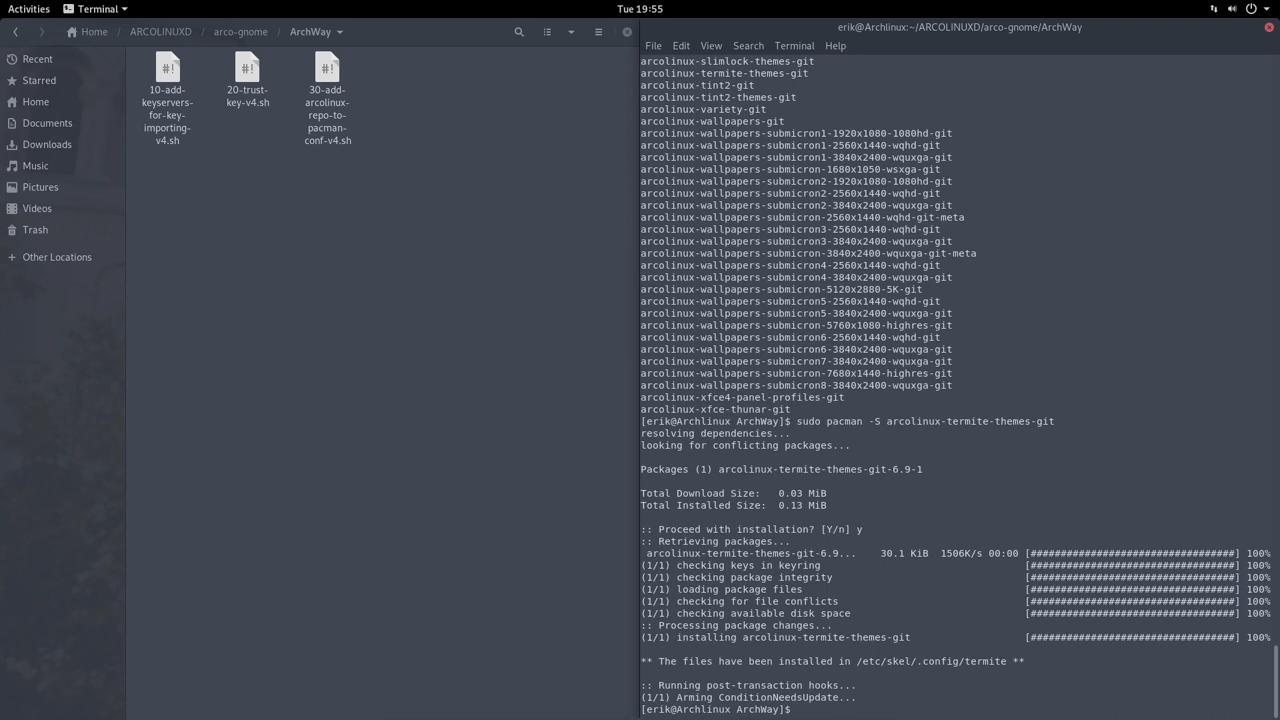 Activities
Terminal
Tue 19:55
Home
ARCOLINUXD
arco-gnome
ArchWay
Recent
Starred
Home
Documents
Downloads
Music
Pictures
Videos
Trash
+ Other Locations
#!
10-add-
keyservers-
for-key-
importing-
v4.sh
#!
20-trust-
key-v4.sh
#!
30-add-
arcolinux-
repo-to-
pacman-
conf-v4.sh
erik@Archlinux:~/ARCOLINUXD/arco-gnome/ArchWay
File Edit View Search Terminal Help
arcolinux-slimlock-themes-git
arcolinux-termite-themes-git
arcolinux-tint2-git
arcolinux-tint2-themes-git
arcolinux-variety-git
arcolinux-wallpapers-git
arcolinux-wallpapers-submicron1-1920x1080-1080hd-git
arcolinux-wallpapers-submicron1-2560x1440-wqhd-git
arcolinux-wallpapers-submicron1-3840x2400-wquxga-git
arcolinux-wallpapers-submicron-1680x1050-wsxga-git
arcolinux-wallpapers-submicron2-1920x1080-1080hd-git
arcolinux-wallpapers-submicron2-2560x1440-wqhd-git
arcolinux-wallpapers-submicron2-3840x2400-wquxga-git
arcolinux-wallpapers-submicron-2560x1440-wqhd-git-meta
arcolinux-wallpapers-submicron3-2560x1440-wqhd-git
arcolinux-wallpapers-submicron3-3840x2400-wquxga-git
arcolinux-wallpapers-submicron-3840x2400-wquxga-git-meta
arcolinux-wallpapers-submicron4-2560x1440-wqhd-git
arcolinux-wallpapers-submicron4-3840x2400-wquxga-git
arcolinux-wallpapers-submicron-5120x2880-5K-git
arcolinux-wallpapers-submicron5-2560x1440-wqhd-git
arcolinux-wallpapers-submicron5-3840x2400-wquxga-git
arcolinux-wallpapers-submicron-5760x1080-highres-git
arcolinux-wallpapers-submicron6-2560x1440-wqhd-git
arcolinux-wallpapers-submicron6-3840x2400-wquxga-git
arcolinux-wallpapers-submicron7-3840x2400-wquxga-git
arcolinux-wallpapers-submicron-7680x1440-highres-git
arcolinux-wallpapers-submicron8-3840x2400-wquxga-git
arcolinux-xfce4-panel-profiles-git
arcolinux-xfce-thunar-git
[erik@Archlinux ArchWay]$ sudo pacman -S arcolinux-termite-themes-git
resolving dependencies...
looking for conflicting packages...
Packages (1) arcolinux-termite-themes-git-6.9-1
Total Download Size:   0.03 MiB
Total Installed Size:  0.13 MiB
:: Proceed with installation? [Y/n] y
:: Retrieving packages...
arcolinux-termite-themes-git-6.9...    30.1 KiB  1506K/s 00:00 [##################################] 100%
(1/1) checking keys in keyring [##################################] 100%
(1/1) checking package integrity [##################################] 100%
(1/1) loading package files [##################################] 100%
(1/1) checking for file conflicts [##################################] 100%
(1/1) checking available disk space [##################################] 100%
:: Processing package changes...
(1/1) installing arcolinux-termite-themes-git [##################################] 100%
** The files have been installed in /etc/skel/.config/termite **
:: Running post-transaction hooks...
(1/1) Arming ConditionNeedsUpdate...
[erik@Archlinux ArchWay]$